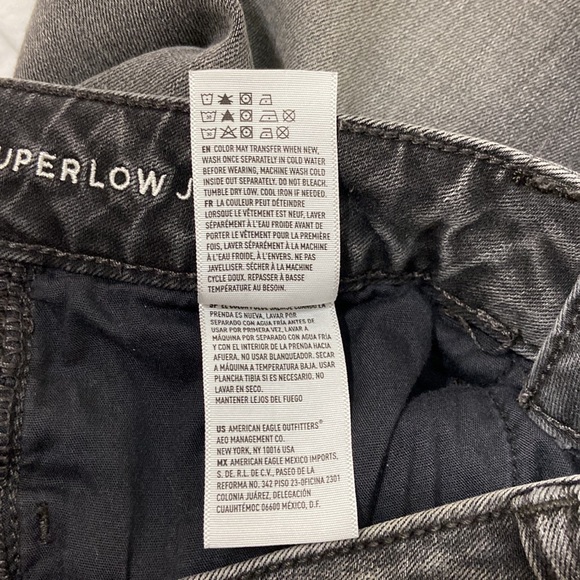 UPERLOW J
EN COLOR MAY TRANSFER WHEN NEW,
WASH ONCE SEPARATELY IN COLD WATER
BEFORE WEARING, MACHINE WASH COLD
INSIDE OUT SEPARATELY. DO NOT BLEACH.
TUMBLE DRY LOW. COOL IRON IF NEEDED.
FR LA COULEUR PEUT DÉTEINDRE
LORSQUE LE VÊTEMENT EST NEUF, LAVER
SÉPARÉMENT À L'EAU FROIDE AVANT DE
PORTER LE VÊTEMENT POUR LA PREMIÈRE
FOIS, LAVER SÉPARÉMENT À LA MACHINE
À L'EAU FROIDE, À L'ENVERS. NE PAS
JAVELLISER. SÉCHER À LA MACHINE
CYCLE DOUX. REPASSER À BASSE
TEMPÉRATURE AU BESOIN.
CUANDO LA
PRENDA ES NUEVA, LAVAR POR
SEPARADO CON AGUA FRÍA ANTES DE
USAR POR PRIMERA VEZ, LAVAR A
MÁQUINA POR SEPARADO CON AGUA FRÍA
Y CON EL INTERIOR DE LA PRENDA HACIA
AFUERA. NO USAR BLANQUEADOR. SECAR
A MÁQUINA A TEMPERATURA BAJA. USAR
PLANCHA TIBIA SI ES NECESARIO. NO
LAVAR EN SECO.
MANTENER LEJOS DEL FUEGO
US AMERICAN EAGLE OUTFITTERS®
AEO MANAGEMENT CO.
NEW YORK, NY 10016 USA
MX AMERICAN EAGLE MEXICO IMPORTS,
S. DE. R.L. DE C.V., PASEO DE LA
REFORMA NO. 342 PISO 23-OFICINA 2301
COLONIA JUÁREZ, DELEGACIÓN
CUAUHTÉMOC 06600 MÉXICO, D.F.